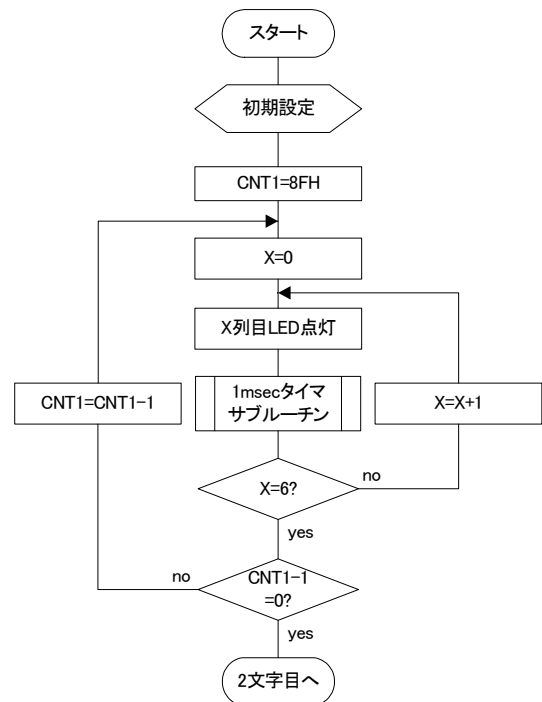 スタート
初期設定
CNT1=8FH
X=0
X列目LED点灯
1msecタイマ
サブルーチン
CNT1=CNT1-1
X=X+1
X=6?
no
yes
CNT1-1
=0?
no
yes
2文字目へ